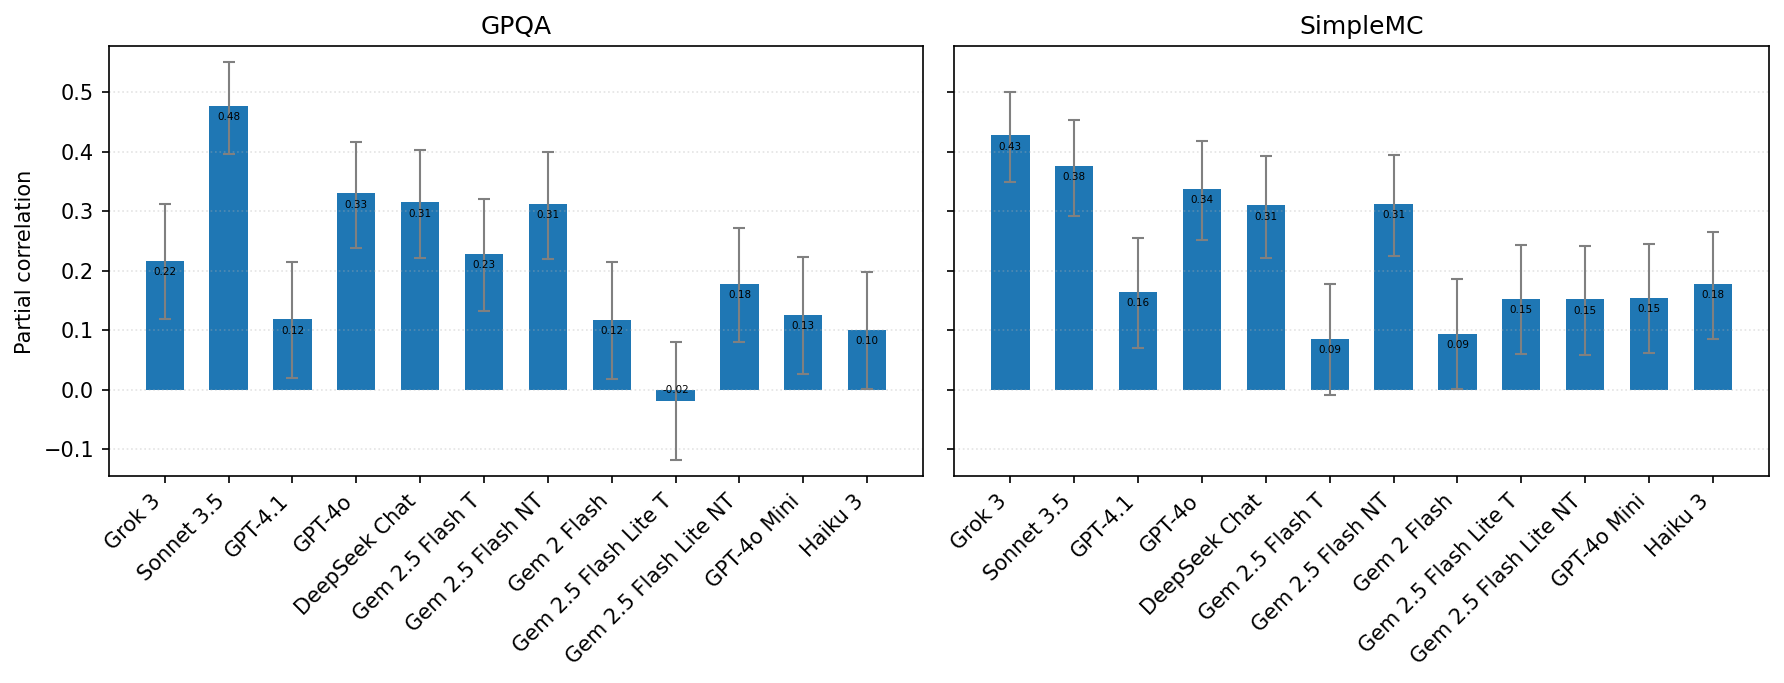 GPQA
SimpleMC
Partial correlation
0.5
0.4
0.3
0.2
0.1
0.0
−0.1
0.22
0.48
0.12
0.33
0.31
0.23
0.31
0.12
-0.02
0.18
0.13
0.10
0.43
0.38
0.16
0.34
0.31
0.09
0.31
0.09
0.15
0.15
0.15
0.18
Grok 3
Sonnet 3.5
GPT-4.1
GPT-4o
DeepSeek Chat
Gem 2.5 Flash T
Gem 2.5 Flash NT
Gem 2 Flash
Gem 2.5 Flash Lite T
Gem 2.5 Flash Lite NT
GPT-4o Mini
Haiku 3
Grok 3
Sonnet 3.5
GPT-4.1
GPT-4o
DeepSeek Chat
Gem 2.5 Flash T
Gem 2.5 Flash NT
Gem 2 Flash
Gem 2.5 Flash Lite T
Gem 2.5 Flash Lite NT
GPT-4o Mini
Haiku 3